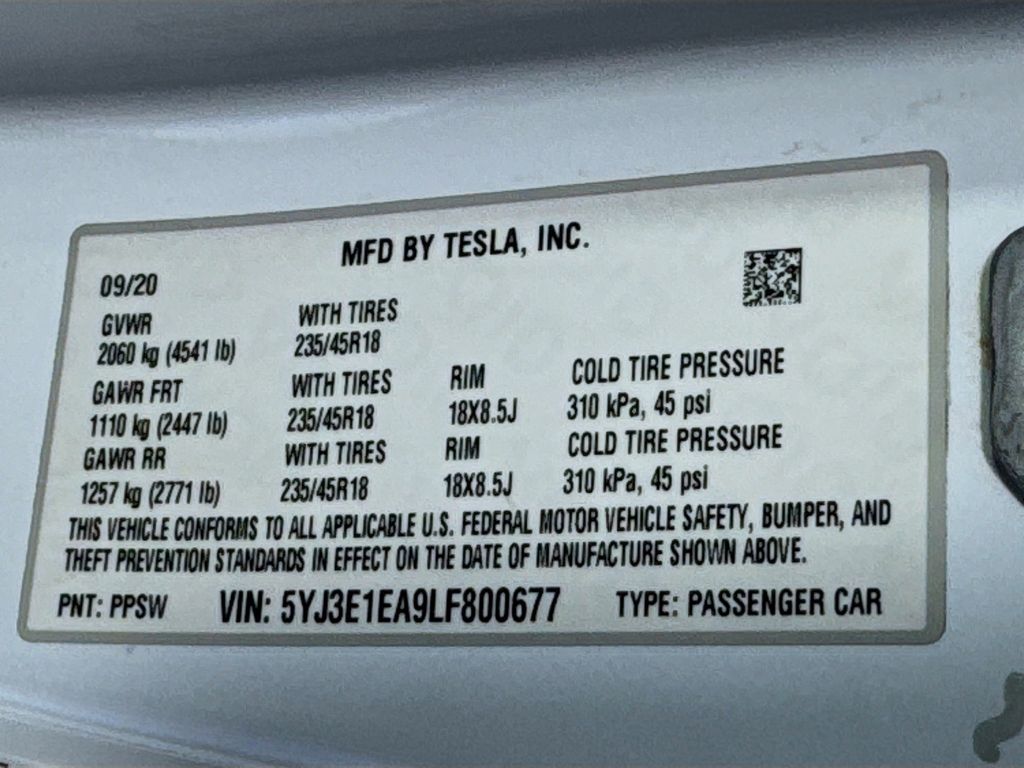 MFD BY TESLA, INC.
09/20
GVWR WITH TIRES
2060 kg (4541 lb) 235/45R18
GAWR FRT WITH TIRES RIM COLD TIRE PRESSURE
1110 kg (2447 lb) 235/45R18 18X8.5J 310 kPa, 45 psi
GAWR RR WITH TIRES RIM COLD TIRE PRESSURE
1257 kg (2771 lb) 235/45R18 18X8.5J 310 kPa, 45 psi
THIS VEHICLE CONFORMS TO ALL APPLICABLE U.S. FEDERAL MOTOR VEHICLE SAFETY, BUMPER, AND
THEFT PREVENTION STANDARDS IN EFFECT ON THE DATE OF MANUFACTURE SHOWN ABOVE.
PNT: PPSW VIN: 5YJ3E1EA9LF800677 TYPE: PASSENGER CAR